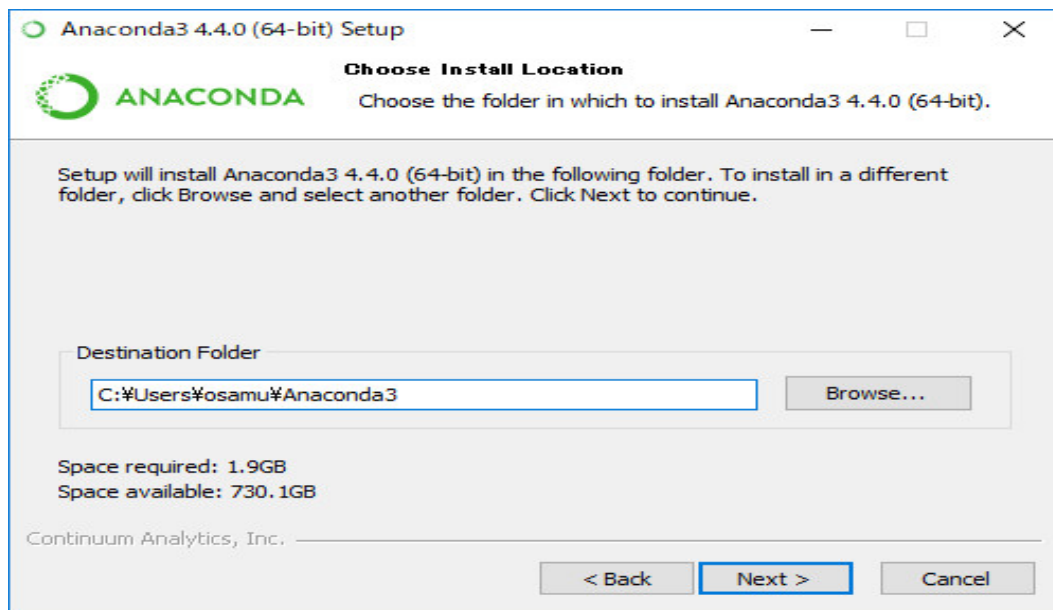 Anaconda3 4.4.0 (64-bit) Setup
ANACONDA
Choose Install Location
Choose the folder in which to install Anaconda3 4.4.0 (64-bit).
Setup will install Anaconda3 4.4.0 (64-bit) in the following folder. To install in a different
folder, click Browse and select another folder. Click Next to continue.
Destination Folder
C:¥Users¥osamu¥Anaconda3
Browse...
Space required: 1.9GB
Space available: 730.1GB
Continuum Analytics, Inc.
< Back
Next >
Cancel